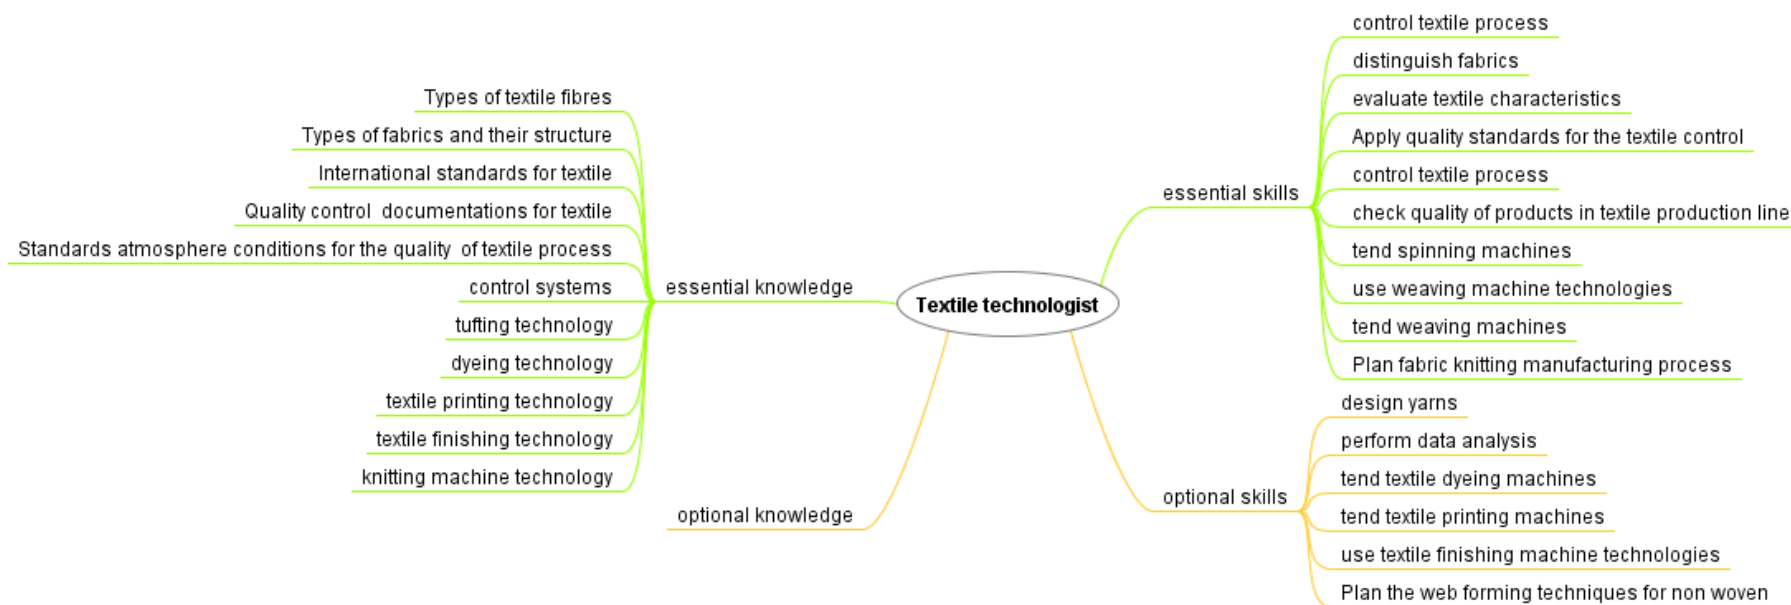 Textile technologist
essential knowledge
Types of textile fibres
Types of fabrics and their structure
International standards for textile
Quality control  documentations for textile
Standards atmosphere conditions for the quality  of textile process
control systems
tufting technology
dyeing technology
textile printing technology
textile finishing technology
knitting machine technology
optional knowledge
essential skills
control textile process
distinguish fabrics
evaluate textile characteristics
Apply quality standards for the textile control
control textile process
check quality of products in textile production line
tend spinning machines
use weaving machine technologies
tend weaving machines
Plan fabric knitting manufacturing process
optional skills
design yarns
perform data analysis
tend textile dyeing machines
tend textile printing machines
use textile finishing machine technologies
Plan the web forming techniques for non woven